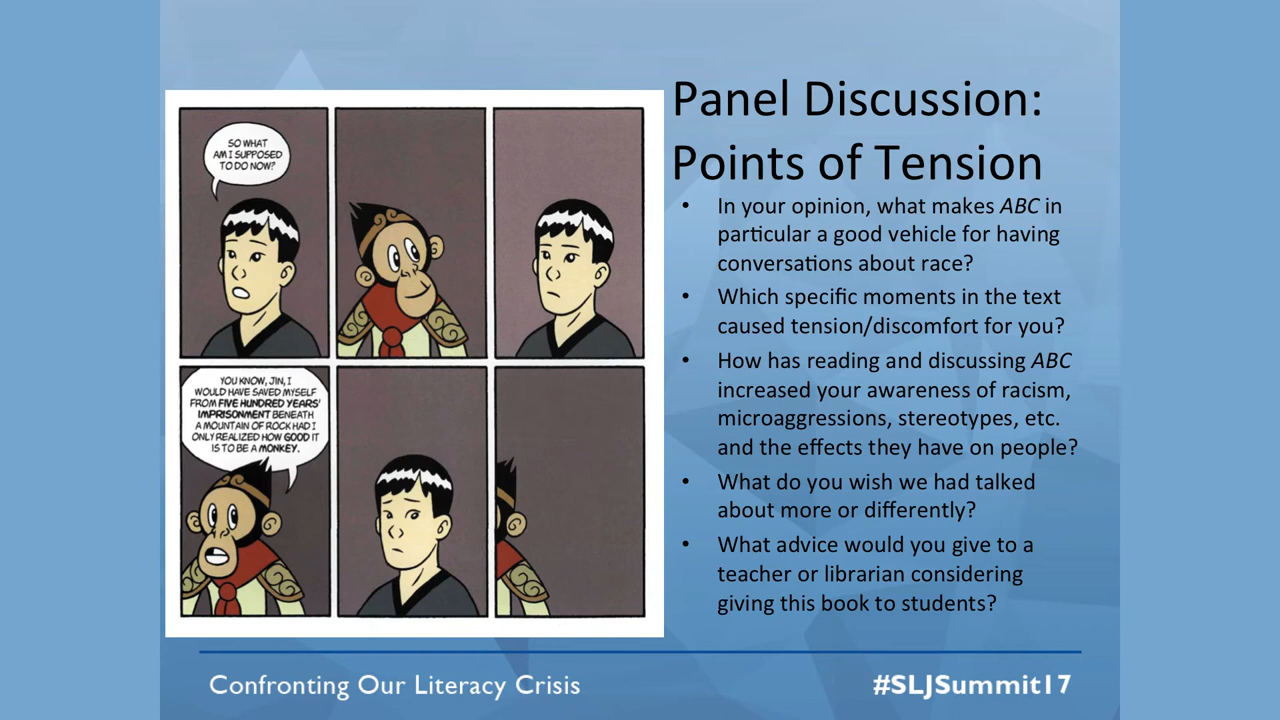 SO WHAT
AM I SUPPOSED
TO DO NOW?
YOU KNOW, JIN, I
WOULD HAVE SAVED MYSELF
FROM FIVE HUNDRED YEARS'
IMPRISONMENT BENEATH
A MOUNTAIN OF ROCK HAD I
ONLY REALIZED HOW GOOD IT
IS TO BE A MONKEY.
Panel Discussion:
Points of Tension
• In your opinion, what makes ABC in
particular a good vehicle for having
conversations about race?
• Which specific moments in the text
caused tension/discomfort for you?
• How has reading and discussing ABC
increased your awareness of racism,
microaggressions, stereotypes, etc.
and the effects they have on people?
• What do you wish we had talked
about more or differently?
• What advice would you give to a
teacher or librarian considering
giving this book to students?
Confronting Our Literacy Crisis
#SLJSummit17